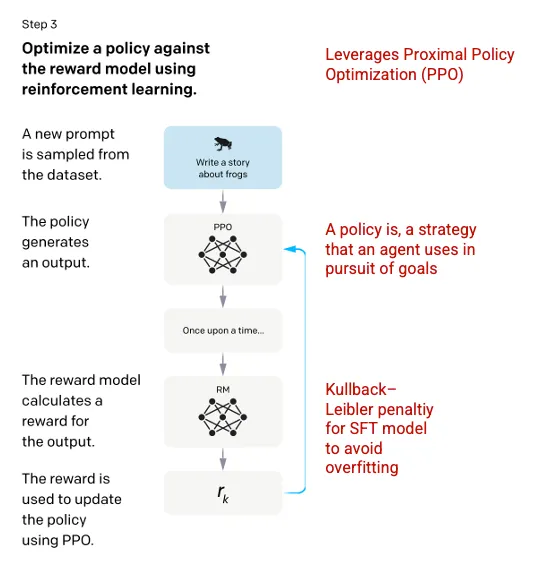 Step 3
Optimize a policy against
the reward model using
reinforcement learning.
Leverages Proximal Policy
Optimization (PPO)
A new prompt
is sampled from
the dataset.
Write a story
about frogs
The policy
generates
an output.
PPO
A policy is, a strategy
that an agent uses in
pursuit of goals
Once upon a time...
The reward model
calculates a
reward for
the output.
RM
Kullback–
Leibler penaltiy
for SFT model
to avoid
overfitting
The reward is
used to update
the policy
using PPO.
rk